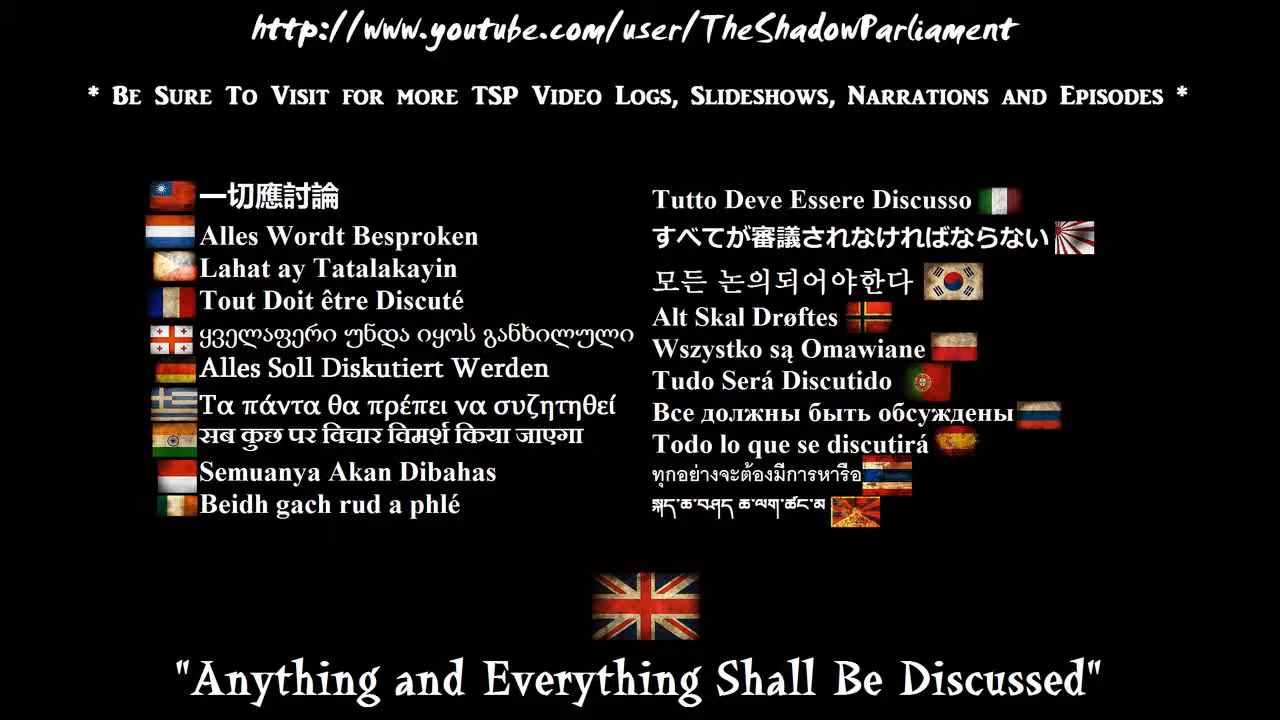 http://www.youtube.com/user/TheShadowParliament
* Be Sure To Visit for more TSP Video Logs, Slideshows, Narrations and Episodes *
一切應討論
Alles Wordt Besproken
Lahat ay Tatalakayin
Tout Doit être Discuté
ყველაფერი უნდა იყოს განხილული
Alles Soll Diskutiert Werden
Τα πάντα θα πρέπει να συζητηθεί
सब कुछ पर विचार विमर्श किया जाएगा
Semuanya Akan Dibahas
Beidh gach rud a phlé
Tutto Deve Essere Discusso
すべてが審議されなければならない
모든 논의되어야한다
Alt Skal Drøftes
Wszystko są Omawiane
Tudo Será Discutido
Все должны быть обсуждены
Todo lo que se discutirá
ทุกอย่างจะต้องมีการหารือ
སྐད་ཆ་བཤད་ཆ་ལག་ཚང་མ
"Anything and Everything Shall Be Discussed"